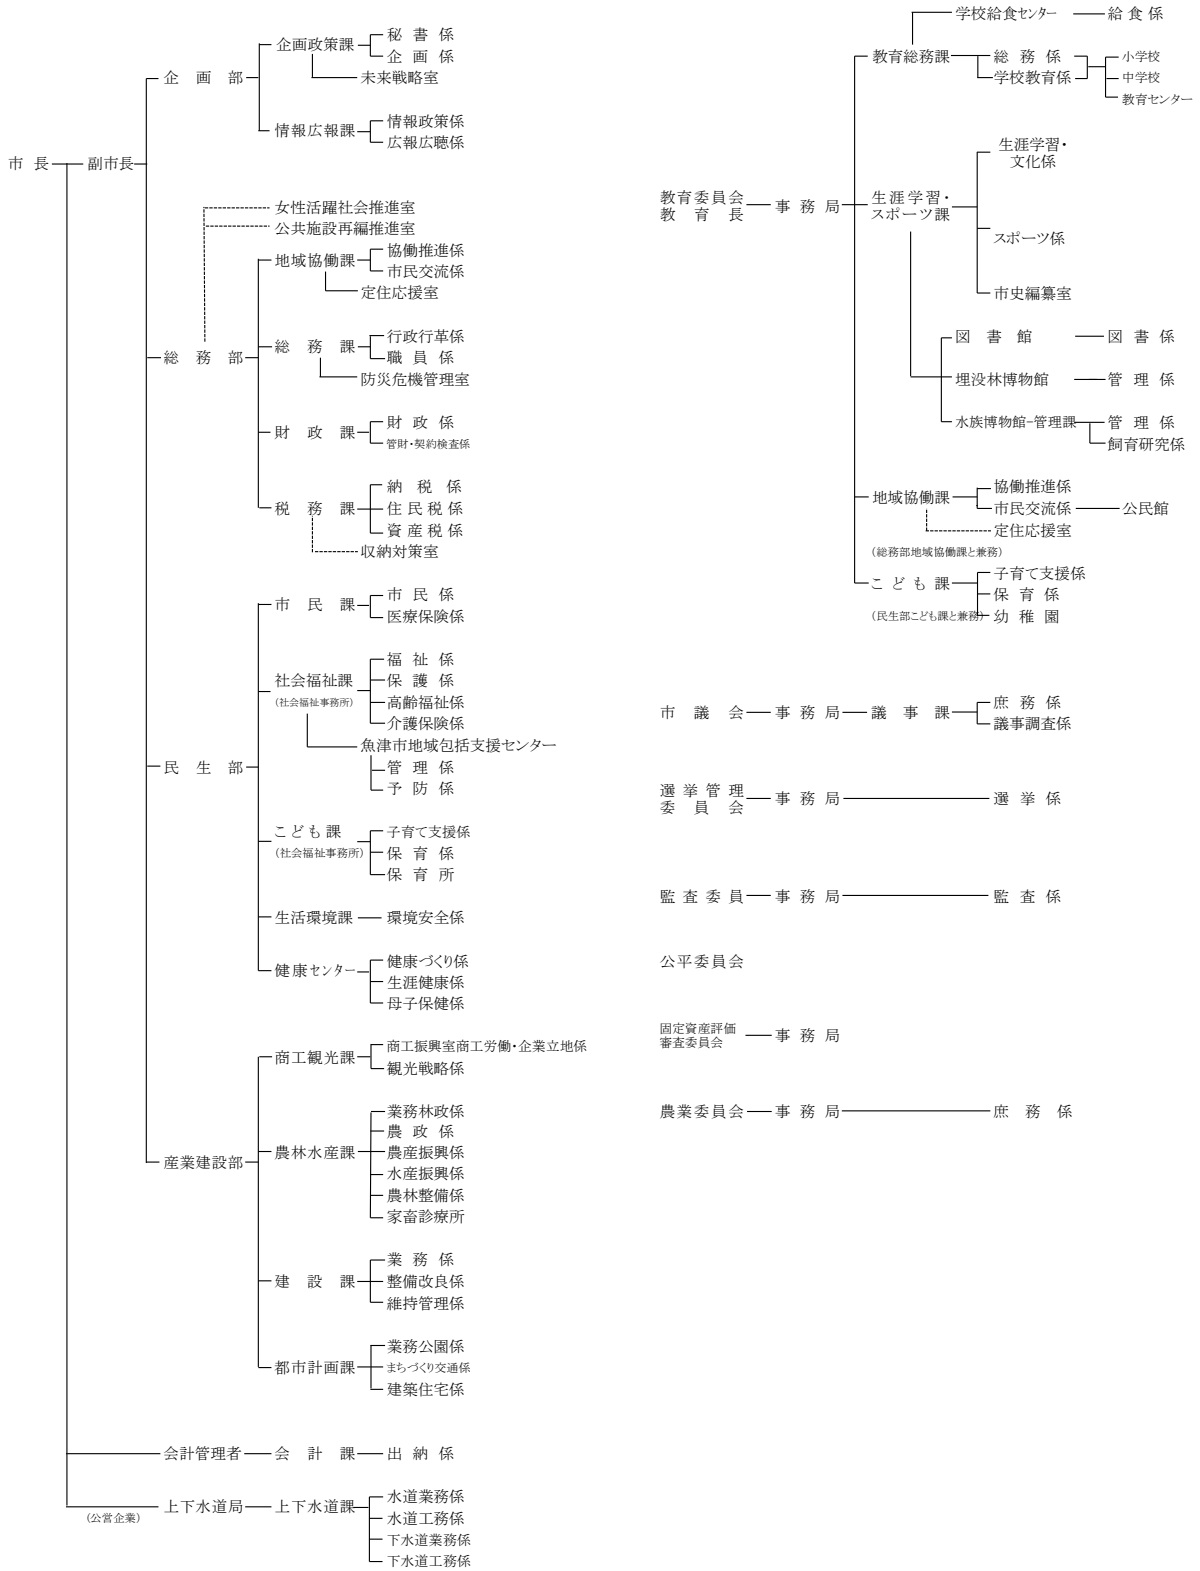 市長
副市長
企画部
企画政策課
秘書係
企画係
未来戦略室
情報広報課
情報政策係
広報広聴係
女性活躍社会推進室
公共施設再編推進室
総務部
地域協働課
協働推進係
市民交流係
定住応援室
総務課
行政行革係
職員係
防災危機管理室
財政課
財政係
管財・契約検査係
税務課
納税係
住民税係
資産税係
収納対策室
民生部
市民課
市民係
医療保険係
社会福祉課
(社会福祉事務所)
福祉係
保護係
高齢福祉係
介護保険係
魚津市地域包括支援センター
管理係
予防係
こども課
(社会福祉事務所)
子育て支援係
保育係
保育所
生活環境課
環境安全係
健康センター
健康づくり係
生涯健康係
母子保健係
産業建設部
商工観光課
商工振興室商工労働・企業立地係
観光戦略係
農林水産課
業務林政係
農政係
農産振興係
水産振興係
農林整備係
家畜診療所
建設課
業務係
整備改良係
維持管理係
都市計画課
業務公園係
まちづくり交通係
建築住宅係
会計管理者
会計課
出納係
上下水道局
(公営企業)
上下水道課
水道業務係
水道工務係
下水道業務係
下水道工務係
教育委員会
教育長
事務局
学校給食センター
給食係
教育総務課
総務係
学校教育係
小学校
中学校
教育センター
生涯学習・
スポーツ課
生涯学習・
文化係
スポーツ係
市史編纂室
図書館
図書係
埋没林博物館
管理係
水族博物館-管理課
管理係
飼育研究係
地域協働課
(総務部地域協働課と兼務)
協働推進係
市民交流係
公民館
定住応援室
こども課
(民生部こども課と兼務)
子育て支援係
保育係
幼稚園
市議会
事務局
議事課
庶務係
議事調査係
選挙管理
委員会
事務局
選挙係
監査委員
事務局
監査係
公平委員会
固定資産評価
審査委員会
事務局
農業委員会
事務局
庶務係